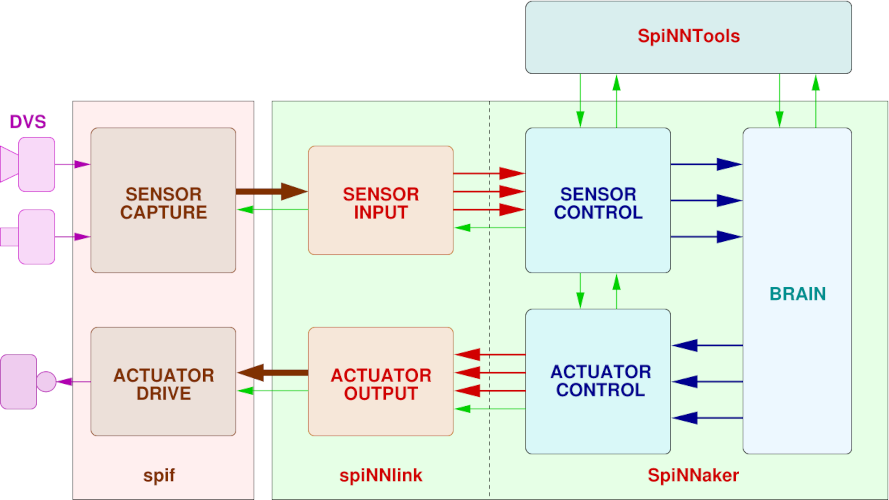 SpiNNTools
DVS
SENSOR
CAPTURE
SENSOR
INPUT
SENSOR
CONTROL
BRAIN
ACTUATOR
DRIVE
ACTUATOR
OUTPUT
ACTUATOR
CONTROL
spif
spiNNlink
SpiNNaker